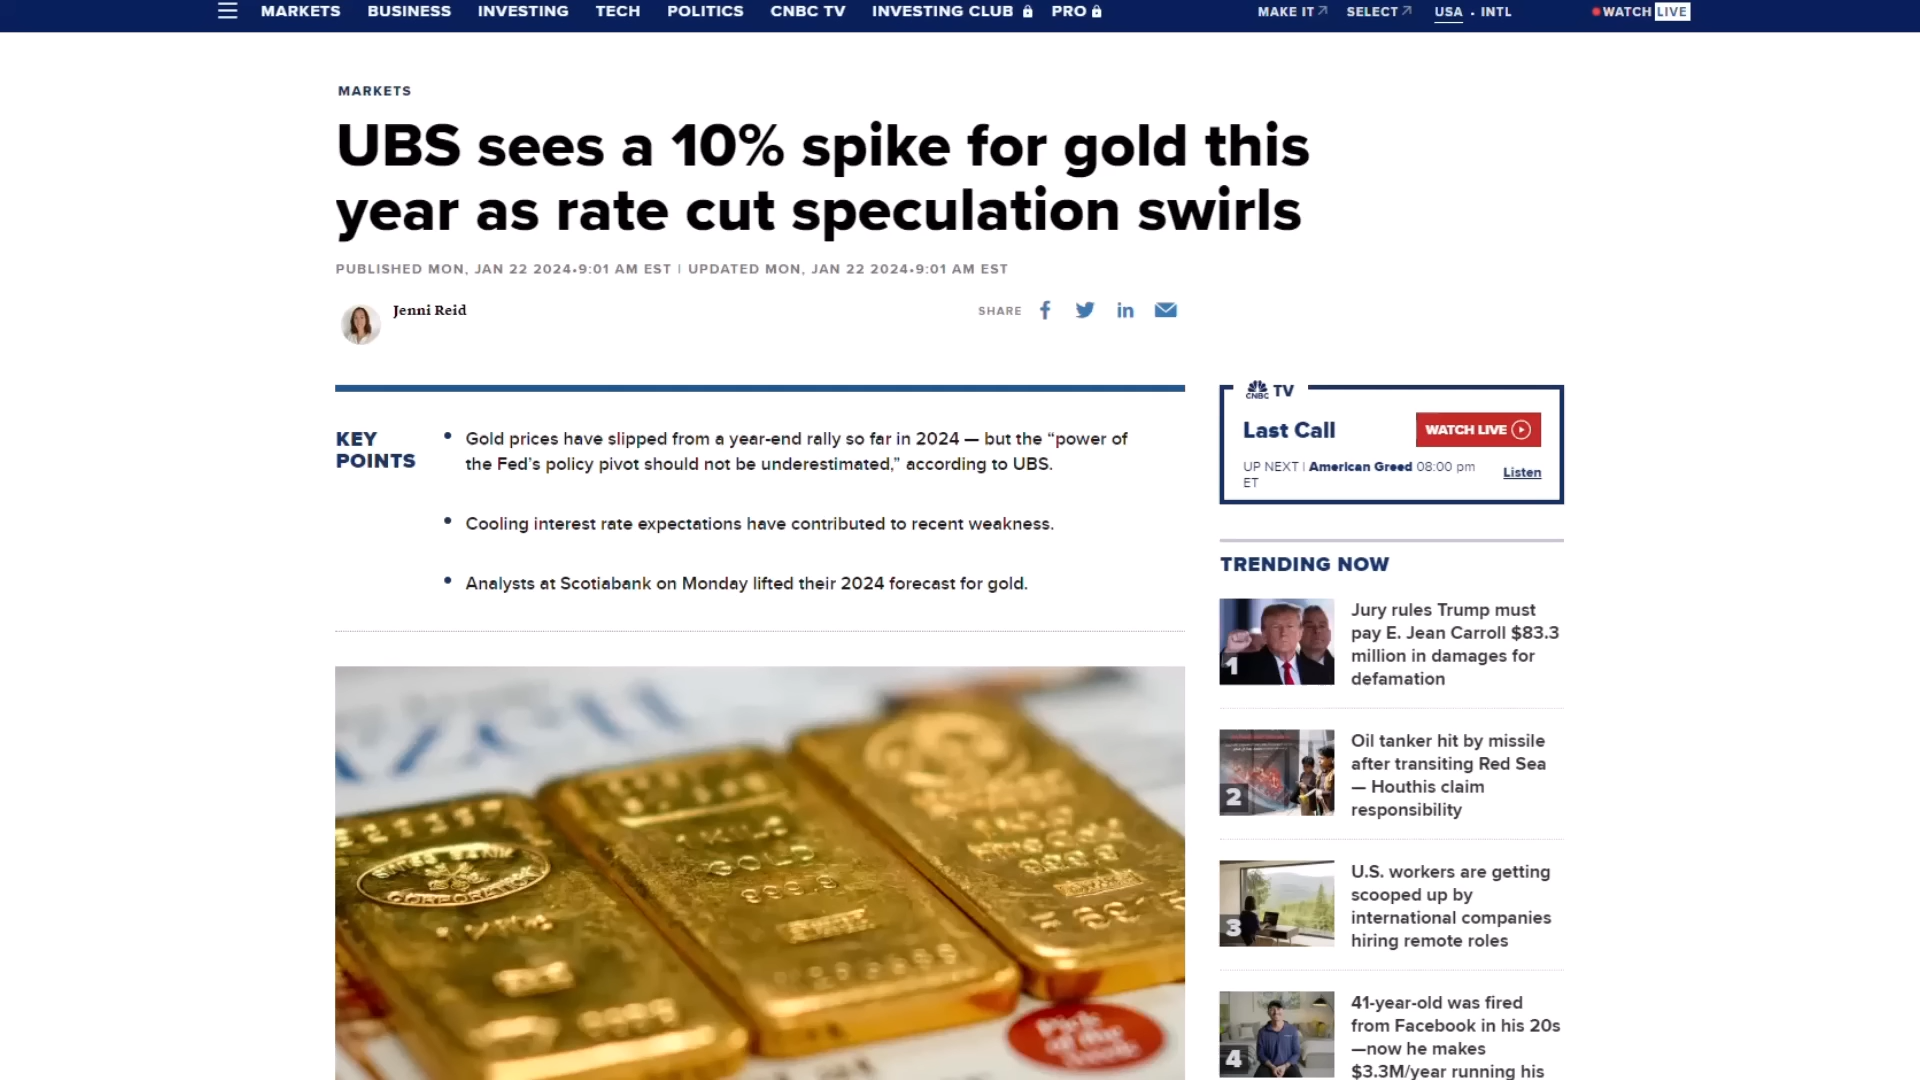 MARKETS BUSINESS INVESTING TECH POLITICS CNBC TV INVESTING CLUB PRO MAKE IT SELECT USA • INTL WATCH LIVE
MARKETS
UBS sees a 10% spike for gold this
year as rate cut speculation swirls
PUBLISHED MON, JAN 22 2024•9:01 AM EST | UPDATED MON, JAN 22 2024•9:01 AM EST
Jenni Reid
SHARE
KEY
POINTS
Gold prices have slipped from a year-end rally so far in 2024 — but the “power of
the Fed’s policy pivot should not be underestimated,” according to UBS.
Cooling interest rate expectations have contributed to recent weakness.
Analysts at Scotiabank on Monday lifted their 2024 forecast for gold.
SWISS BANK
CORPORATION
1 KILO
GOLD
999.9
CNBC TV
Last Call
WATCH LIVE
UP NEXT | American Greed 08:00 pm
ET
Listen
TRENDING NOW
1
Jury rules Trump must
pay E. Jean Carroll $83.3
million in damages for
defamation
2
Oil tanker hit by missile
after transiting Red Sea
— Houthis claim
responsibility
3
U.S. workers are getting
scooped up by
international companies
hiring remote roles
4
41-year-old was fired
from Facebook in his 20s
—now he makes
$3.3M/year running his